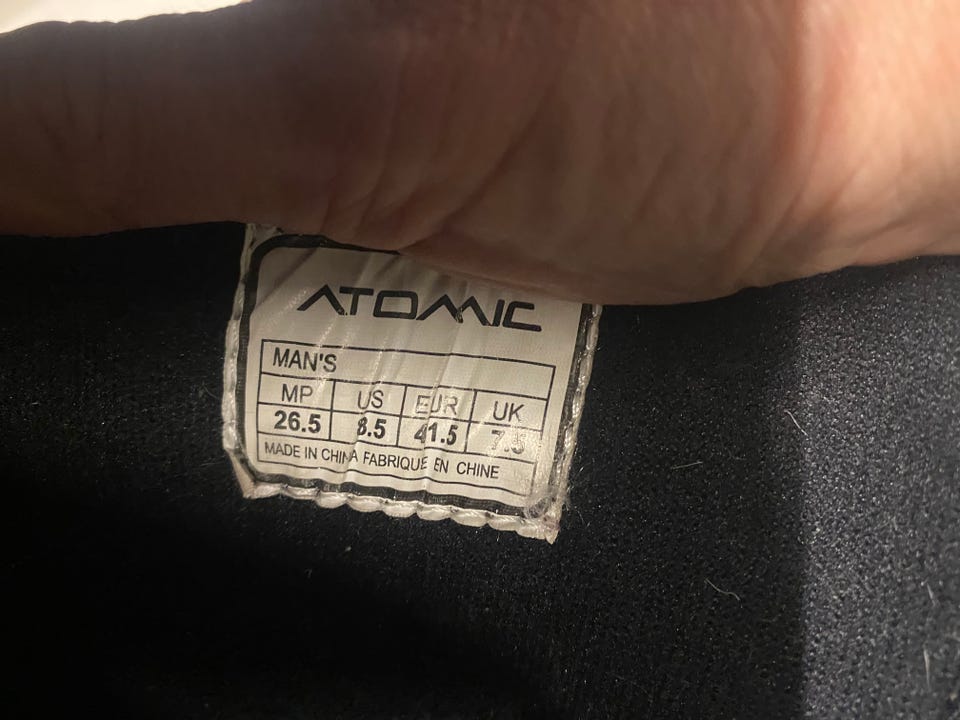 ATOMIC
MAN'S
MP US EUR UK
26.5 8.5 41.5 7.5
MADE IN CHINA FABRIQUE EN CHINE